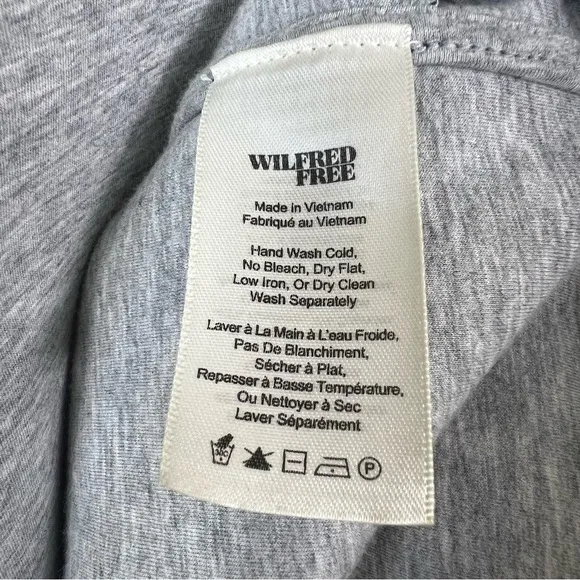 WILFRED
FREE
Made in Vietnam
Fabriqué au Vietnam
Hand Wash Cold,
No Bleach, Dry Flat,
Low Iron, Or Dry Clean
Wash Separately
Laver à La Main à L'eau Froide,
Pas De Blanchiment,
Sécher à Plat,
Repasser à Basse Température,
Ou Nettoyer à Sec
Laver Séparément
P